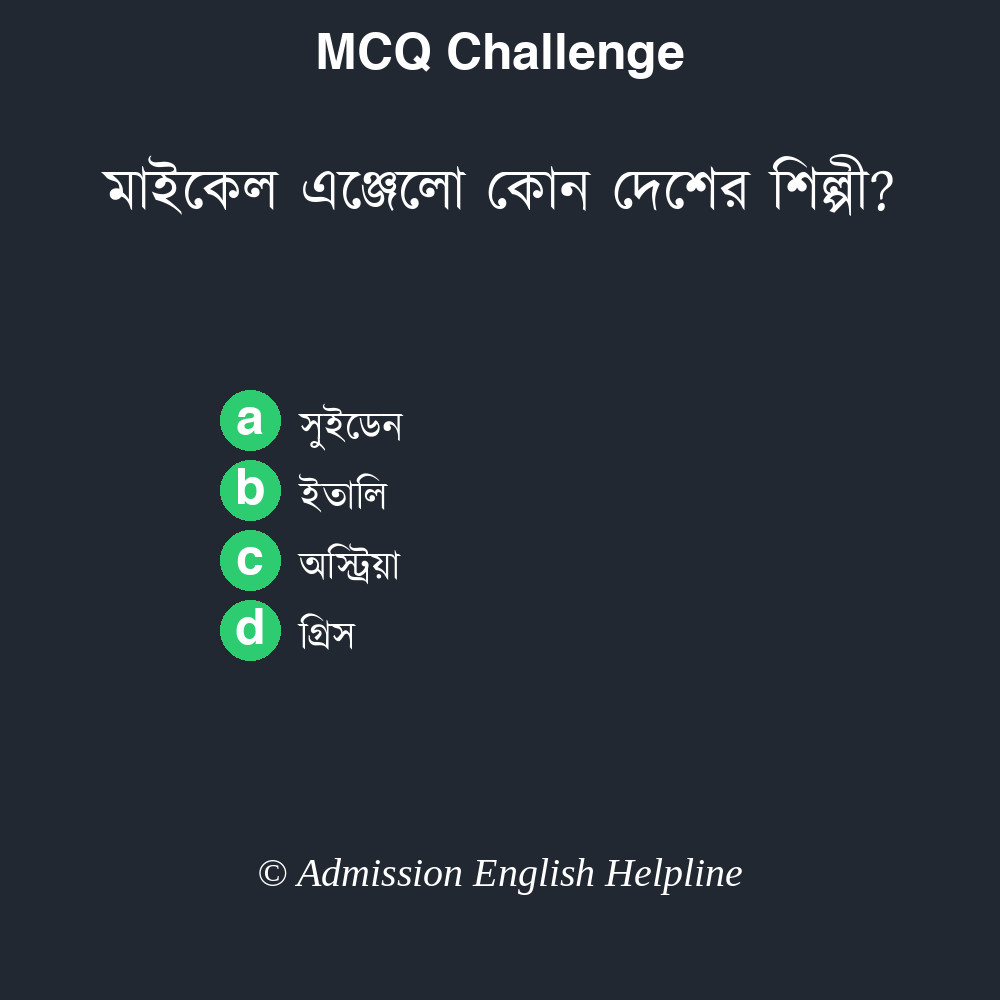 MCQ Challenge
মাইকেল এঞ্জেলো কোন দেশের শিল্পী?
a সুইডেন
b ইতালি
c অস্ট্রিয়া
d গ্রিস
© Admission English Helpline